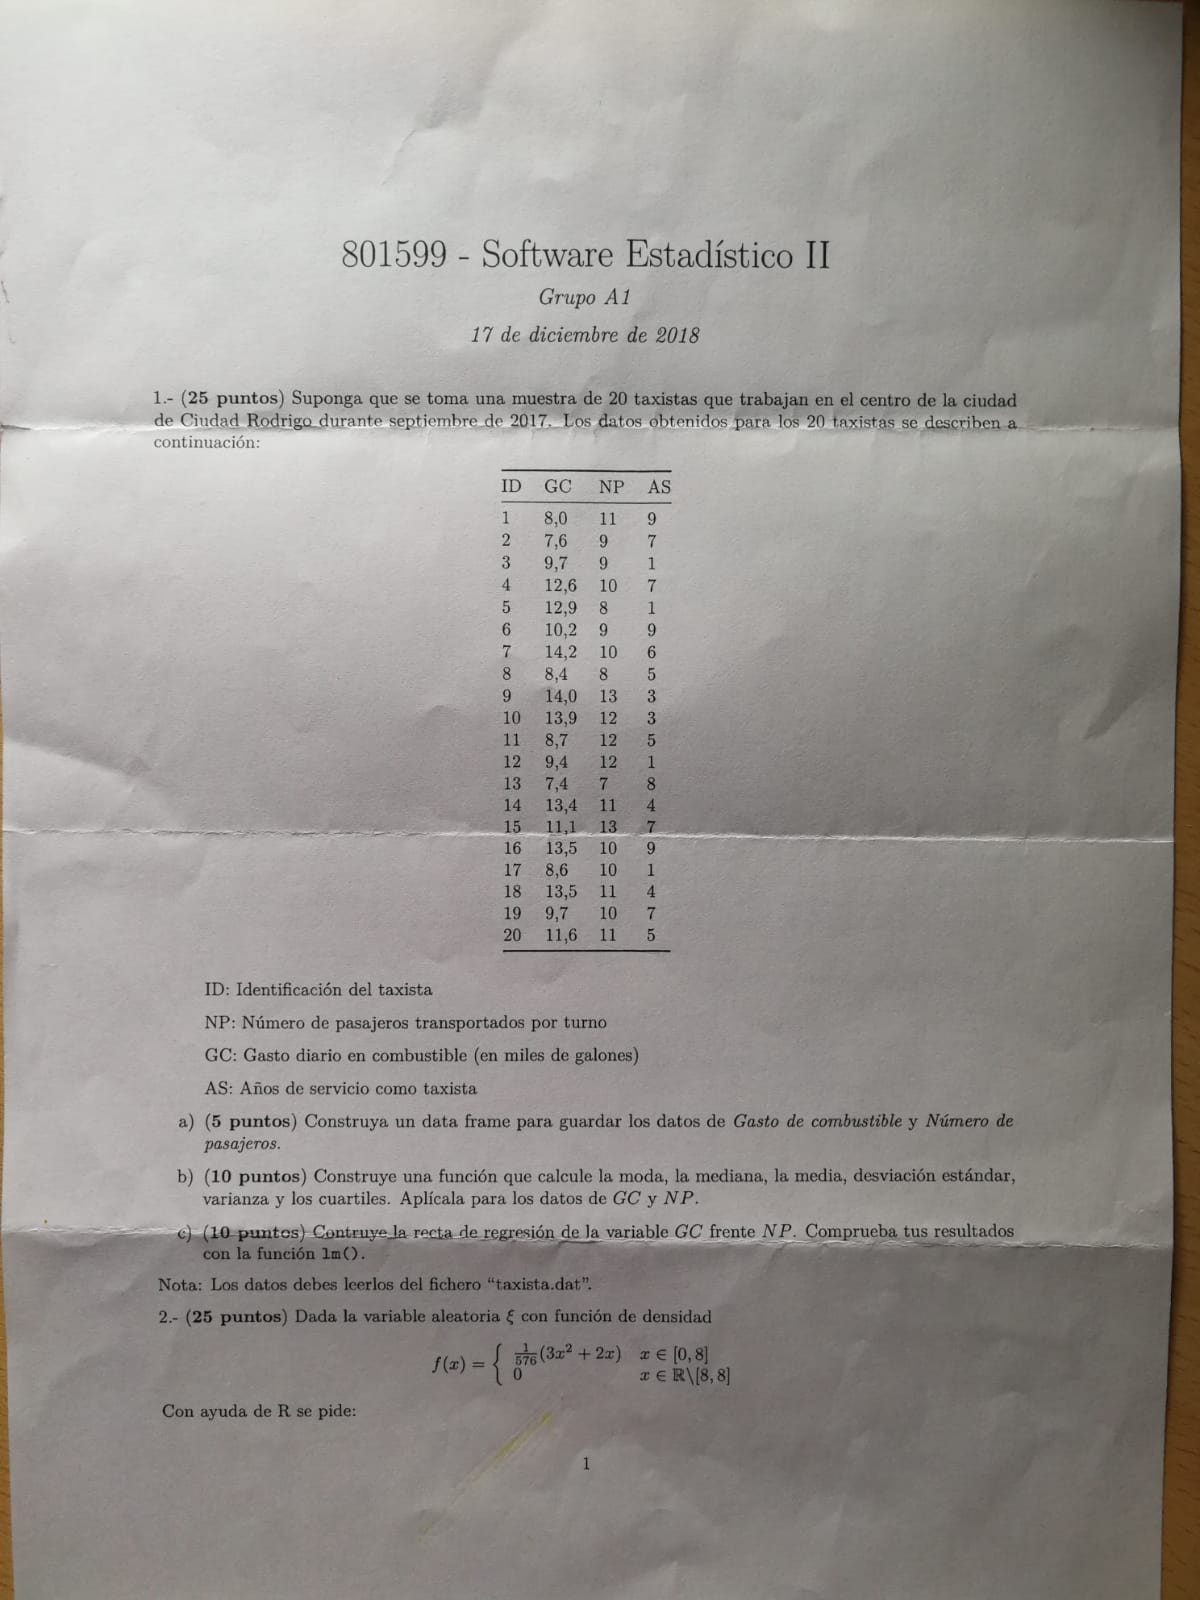 801599 - Software Estadístico II
Grupo A1
17 de diciembre de 2018
1.- (25 puntos) Suponga que se toma una muestra de 20 taxistas que trabajan en el centro de la ciudad
de Ciudad Rodrigo durante septiembre de 2017. Los datos obtenidos para los 20 taxistas se describen a
continuación:
ID GC NP AS
1 8,0 11 9
2 7,6 9 7
3 9,7 9 1
4 12,6 10 7
5 12,9 8 1
6 10,2 9 9
7 14,2 10 6
8 8,4 8 5
9 14,0 13 3
10 13,9 12 3
11 8,7 12 5
12 9,4 12 1
13 7,4 7 8
14 13,4 11 4
15 11,1 13 7
16 13,5 10 9
17 8,6 10 1
18 13,5 11 4
19 9,7 10 7
20 11,6 11 5
ID: Identificación del taxista
NP: Número de pasajeros transportados por turno
GC: Gasto diario en combustible (en miles de galones)
AS: Años de servicio como taxista
a) (5 puntos) Construya un data frame para guardar los datos de Gasto de combustible y Número de
pasajeros.
b) (10 puntos) Construye una función que calcule la moda, la mediana, la media, desviación estándar,
varianza y los cuartiles. Aplícala para los datos de GC y NP.
c) (10 puntos) Contruye la recta de regresión de la variable GC frente NP. Comprueba tus resultados
con la función lm().
Nota: Los datos debes leerlos del fichero “taxista.dat”.
2.- (25 puntos) Dada la variable aleatoria ξ con función de densidad
f(x) = { 1/576 (3x² + 2x) x ∈ [0, 8]
0 x ∈ ℝ\[8, 8]
Con ayuda de R se pide:
1